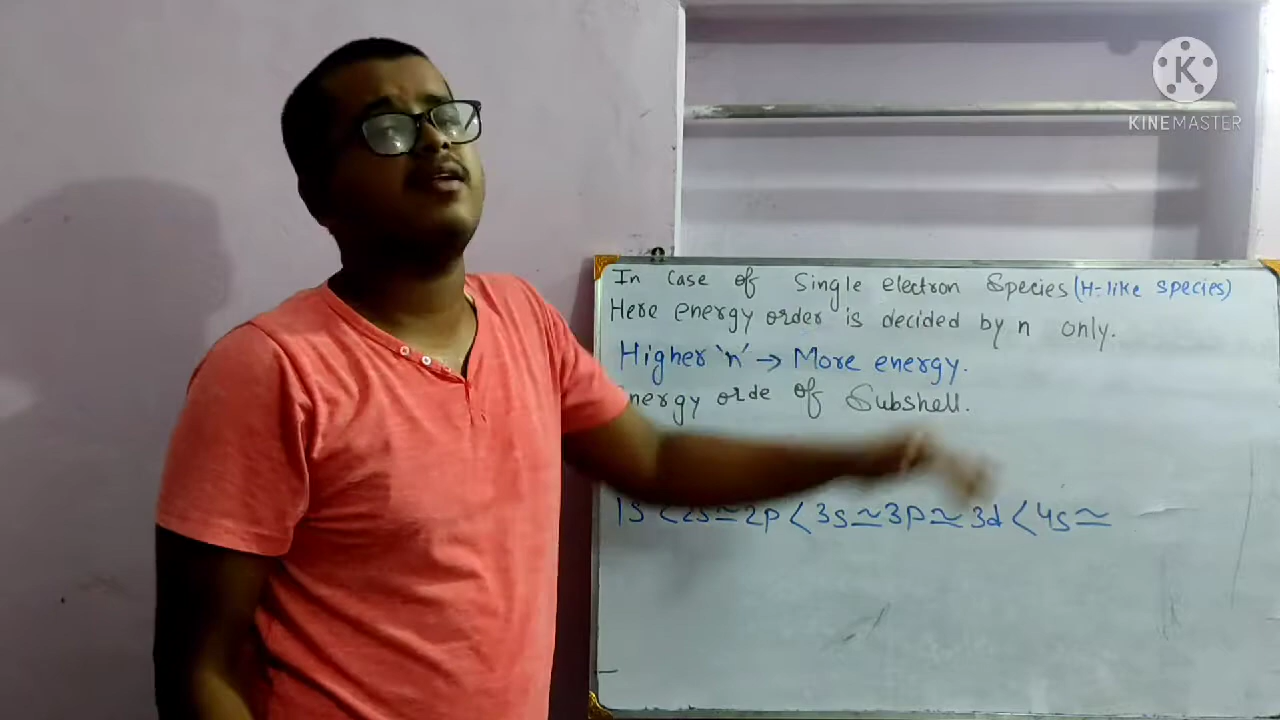 K
KINEMASTER
In Case of Single electron Species (H-like species)
Here energy order is decided by n only.
Higher 'n' → More energy.
Energy orde of Subshell.
1s < 2s ≃ 2p < 3s ≃ 3p ≃ 3d < 4s ≃